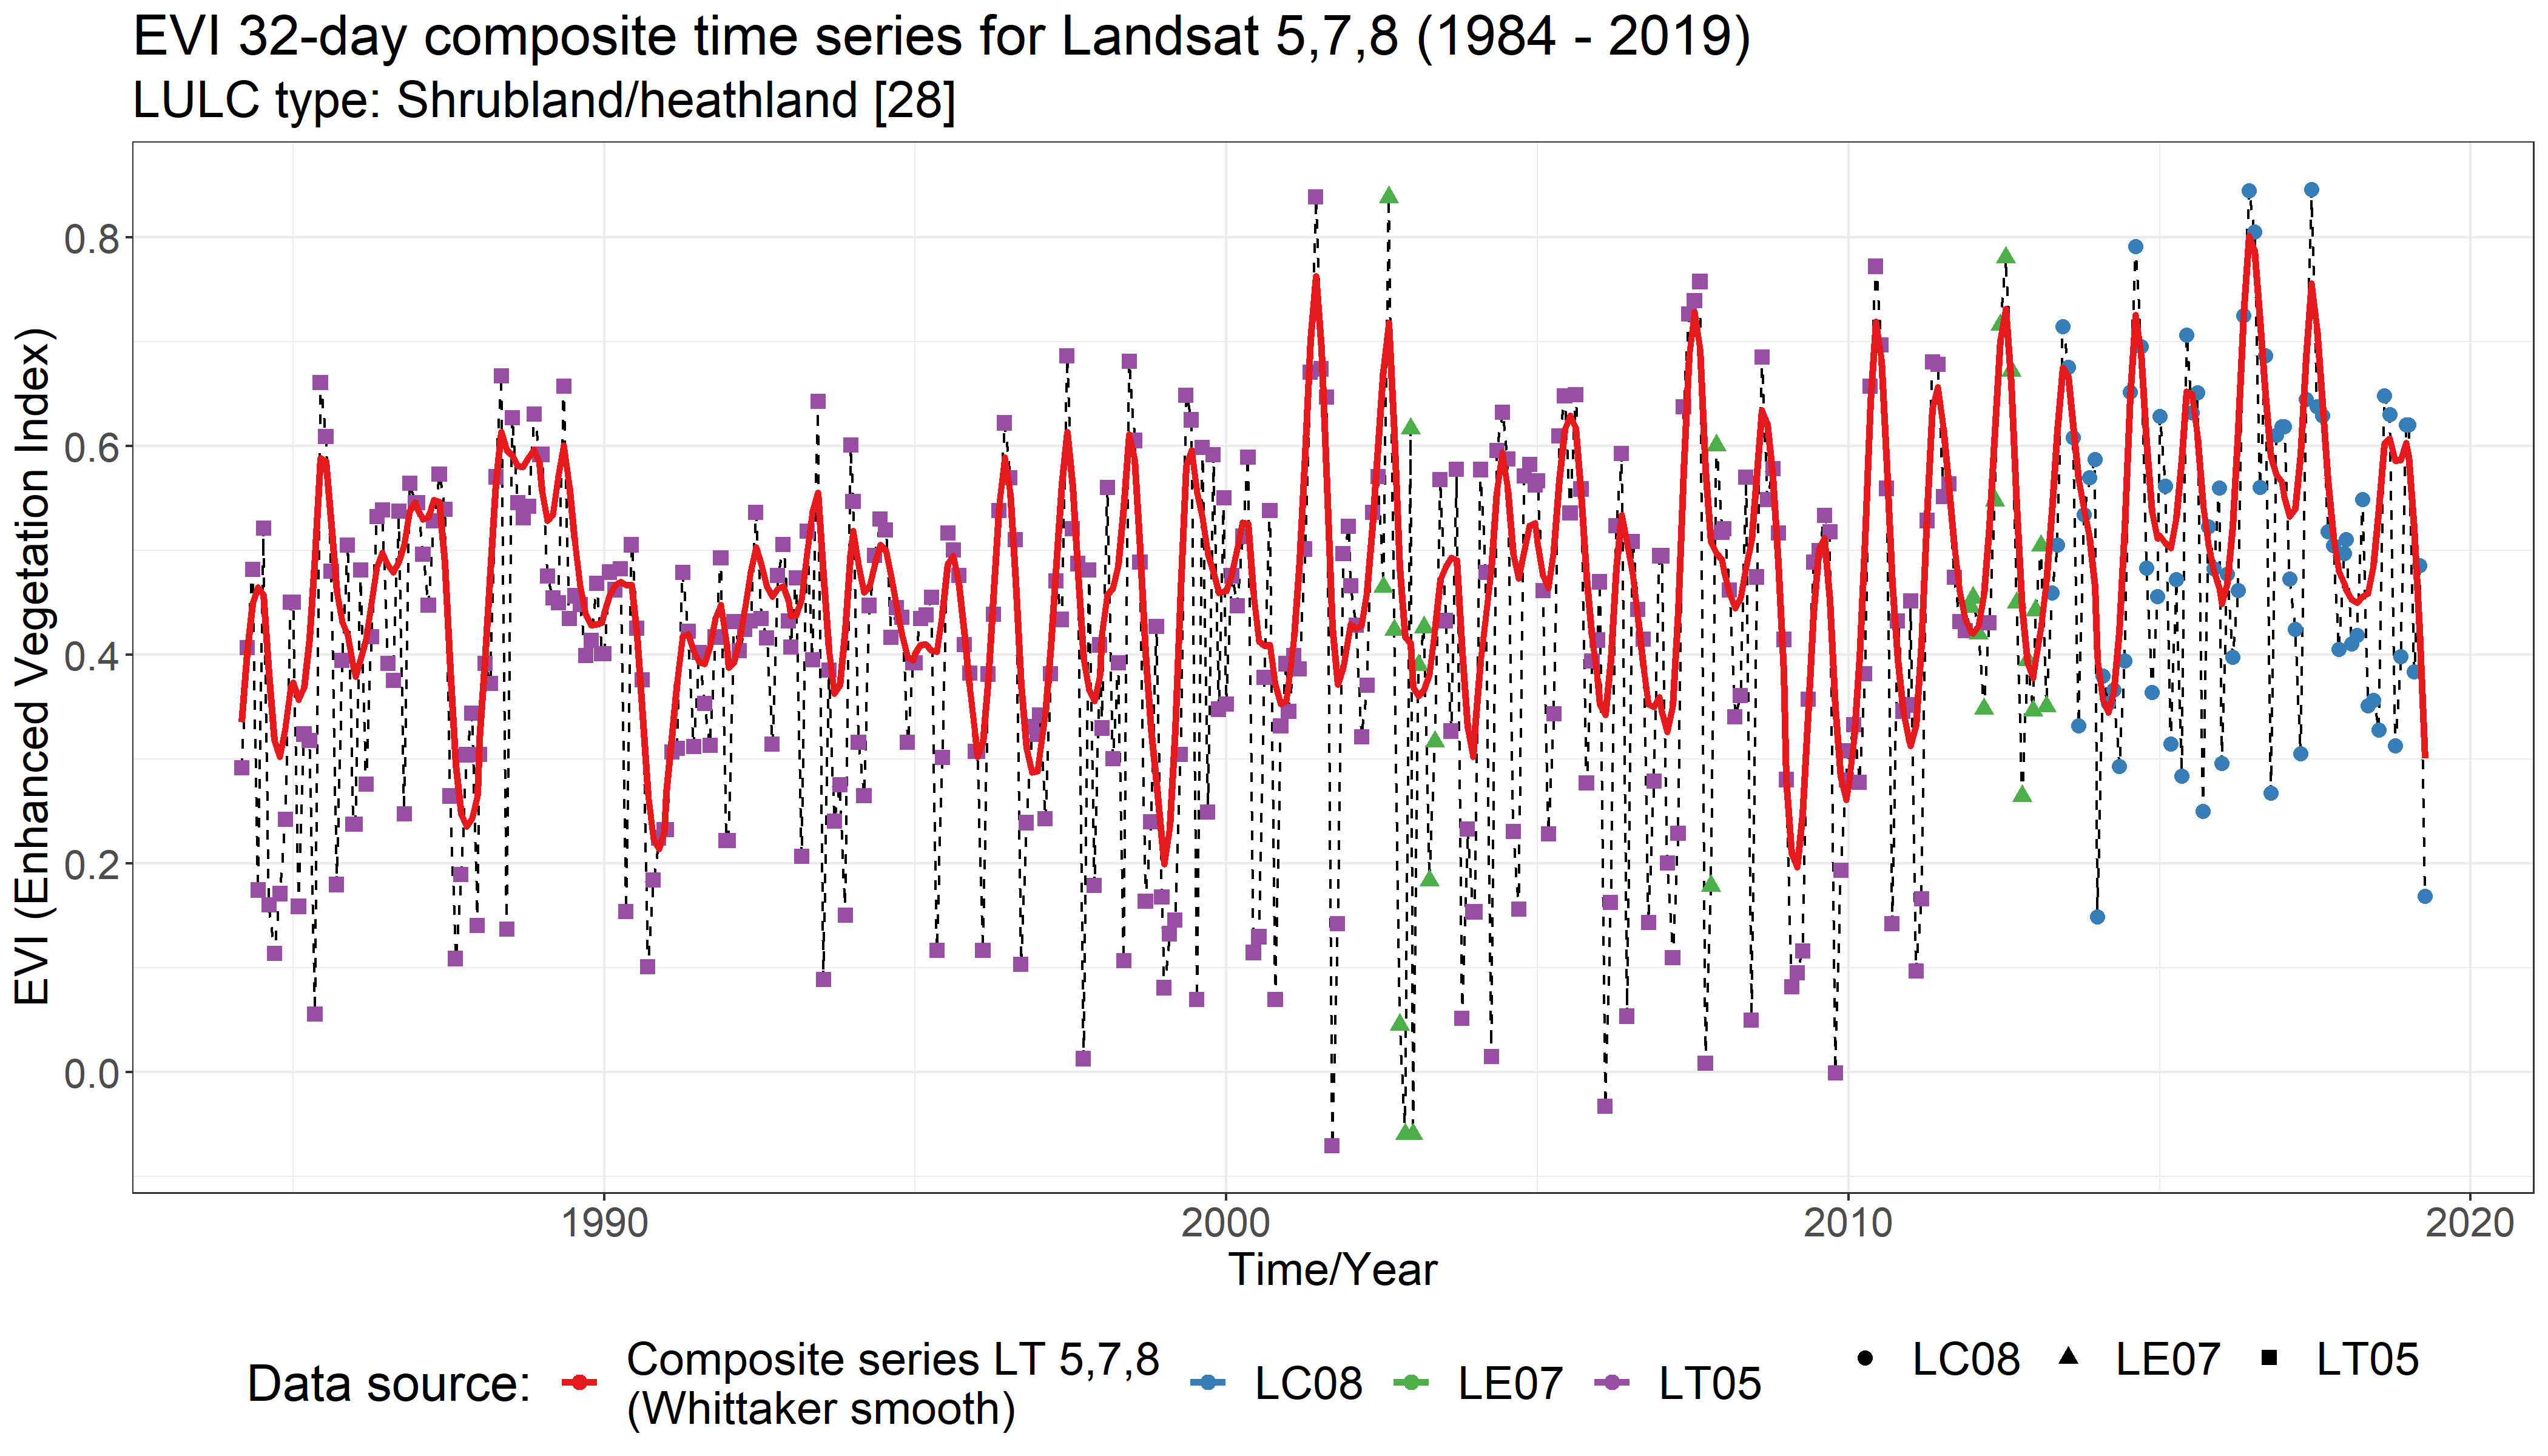 EVI 32-day composite time series for Landsat 5,7,8 (1984 - 2019)
LULC type: Shrubland/heathland [28]
EVI (Enhanced Vegetation Index)
0.8
0.6
0.4
0.2
0.0
1990 2000 2010 2020
Time/Year
Data source: Composite series LT 5,7,8
(Whittaker smooth)
LC08 LE07 LT05
LC08 LE07 LT05